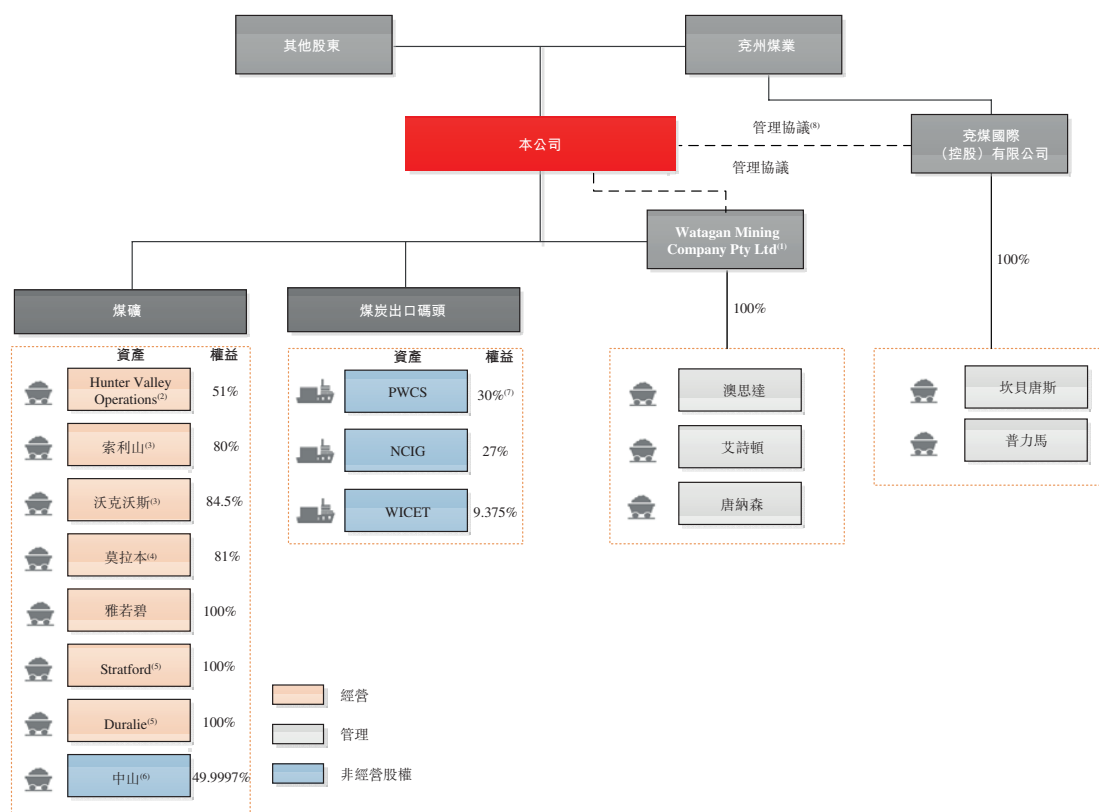 其他股東
兗州煤業
本公司
管理協議(8)
管理協議
兗煤國際
（控股）有限公司
Watagan Mining
Company Pty Ltd(1)
100%
100%
煤礦
煤炭出口碼頭
資產 權益
Hunter Valley
Operations(2)
51%
索利山(3)
80%
沃克沃斯(3)
84.5%
莫拉本(4)
81%
雅若碧
100%
Stratford(5)
100%
Duralie(5)
100%
中山(6)
49.9997%
資產 權益
PWCS
30%(7)
NCIG
27%
WICET
9.375%
澳思達
艾詩頓
唐納森
坎貝唐斯
普力馬
經營
管理
非經營股權